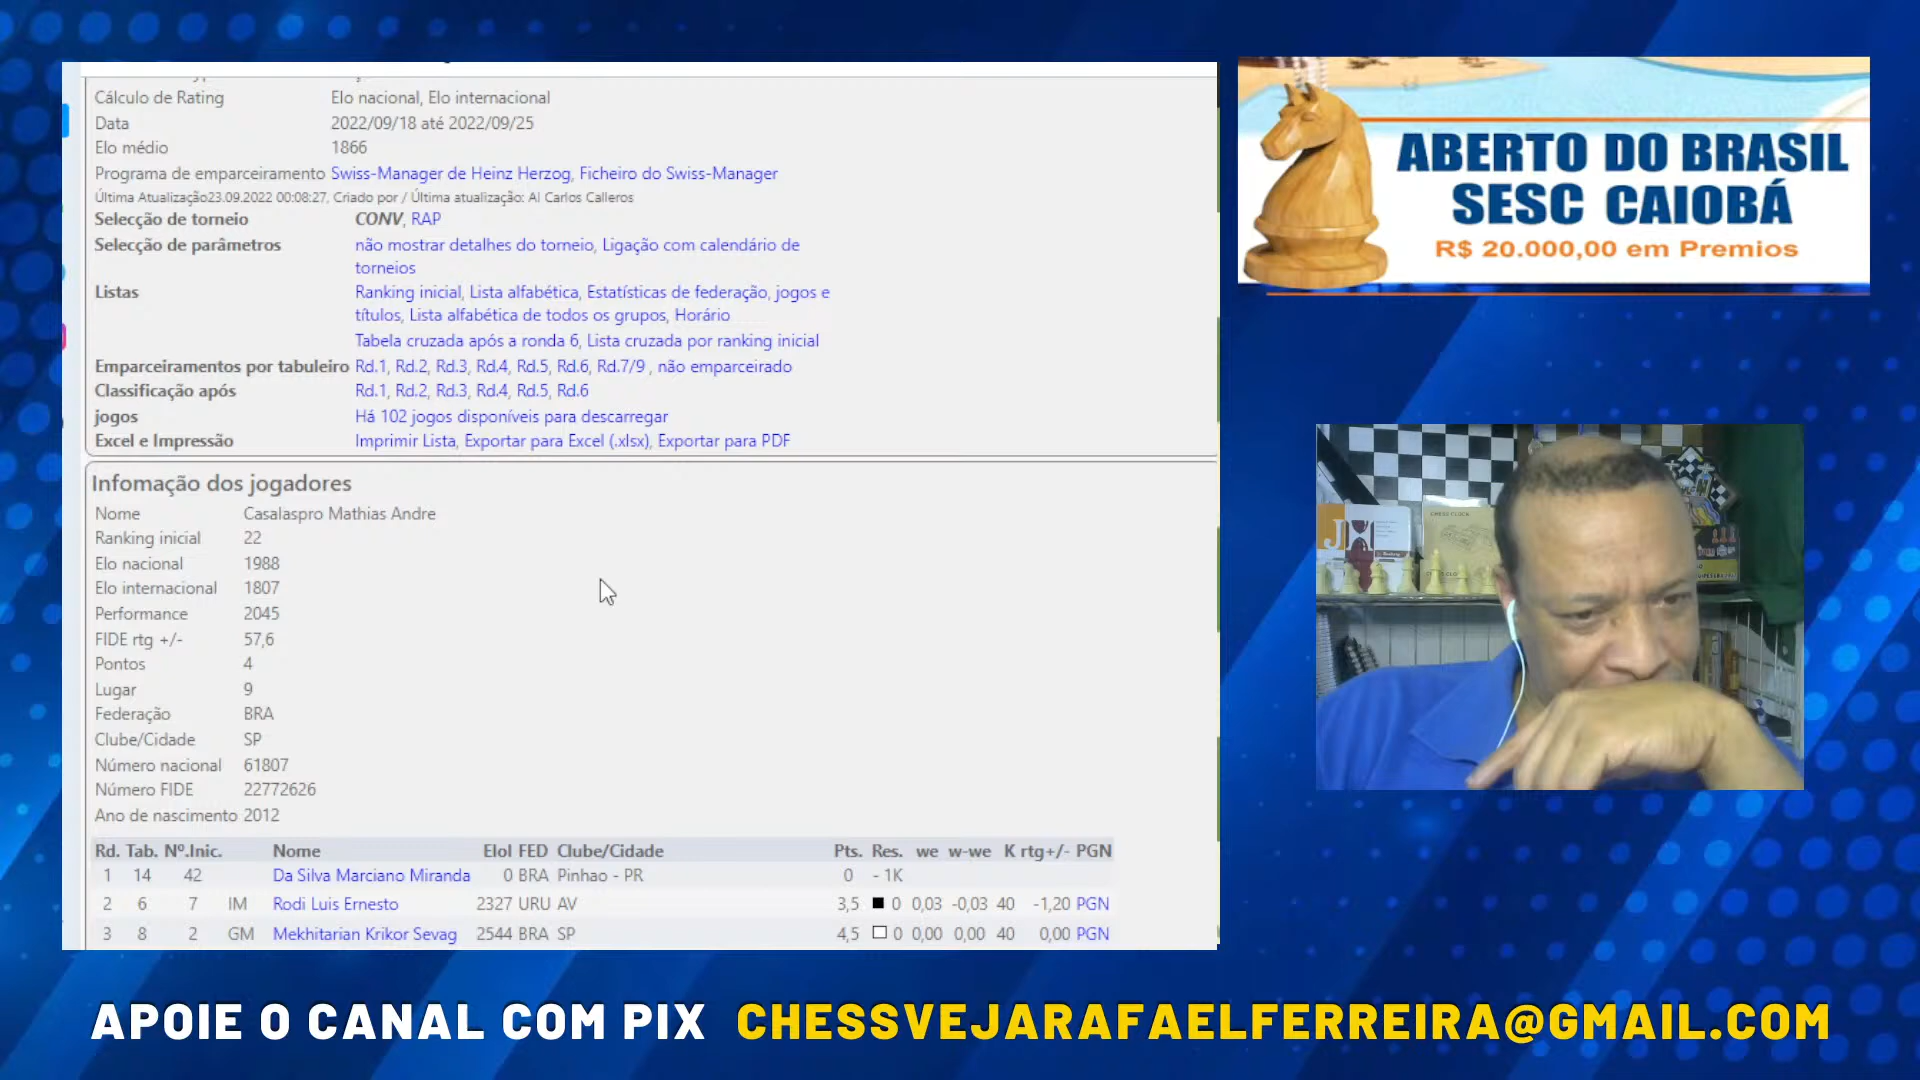 Cálculo de Rating Elo nacional, Elo internacional
Data 2022/09/18 até 2022/09/25
Elo médio 1866
Programa de emparceiramento Swiss-Manager de Heinz Herzog, Ficheiro do Swiss-Manager
Última Atualização23.09.2022 00:08:27, Criado por / Última atualização: AI Carlos Calleros
Selecção de torneio CONV, RAP
Selecção de parâmetros não mostrar detalhes do torneio, Ligação com calendário de
torneios
Listas Ranking inicial, Lista alfabética, Estatísticas de federação, jogos e
títulos, Lista alfabética de todos os grupos, Horário
Tabela cruzada após a ronda 6, Lista cruzada por ranking inicial
Emparceiramentos por tabuleiro Rd.1, Rd.2, Rd.3, Rd.4, Rd.5, Rd.6, Rd.7/9 , não emparceirado
Classificação após Rd.1, Rd.2, Rd.3, Rd.4, Rd.5, Rd.6
jogos Há 102 jogos disponíveis para descarregar
Excel e Impressão Imprimir Lista, Exportar para Excel (.xlsx), Exportar para PDF
Infomação dos jogadores
Nome Casalaspro Mathias Andre
Ranking inicial 22
Elo nacional 1988
Elo internacional 1807
Performance 2045
FIDE rtg +/- 57,6
Pontos 4
Lugar 9
Federação BRA
Clube/Cidade SP
Número nacional 61807
Número FIDE 22772626
Ano de nascimento 2012
Rd. Tab. Nº.Inic. Nome EloI FED Clube/Cidade Pts. Res. we w-we K rtg+/- PGN
1 14 42 Da Silva Marciano Miranda 0 BRA Pinhao - PR 0 - 1K
2 6 7 IM Rodi Luis Ernesto 2327 URU AV 3,5 0 0,03 -0,03 40 -1,20 PGN
3 8 2 GM Mekhitarian Krikor Sevag 2544 BRA SP 4,5 0 0,00 0,00 40 0,00 PGN
ABERTO DO BRASIL
SESC CAIOBÁ
R$ 20.000,00 em Premios
CHESS CLOCK
APOIE O CANAL COM PIX CHESSVEJARAFAELFERREIRA@GMAIL.COM